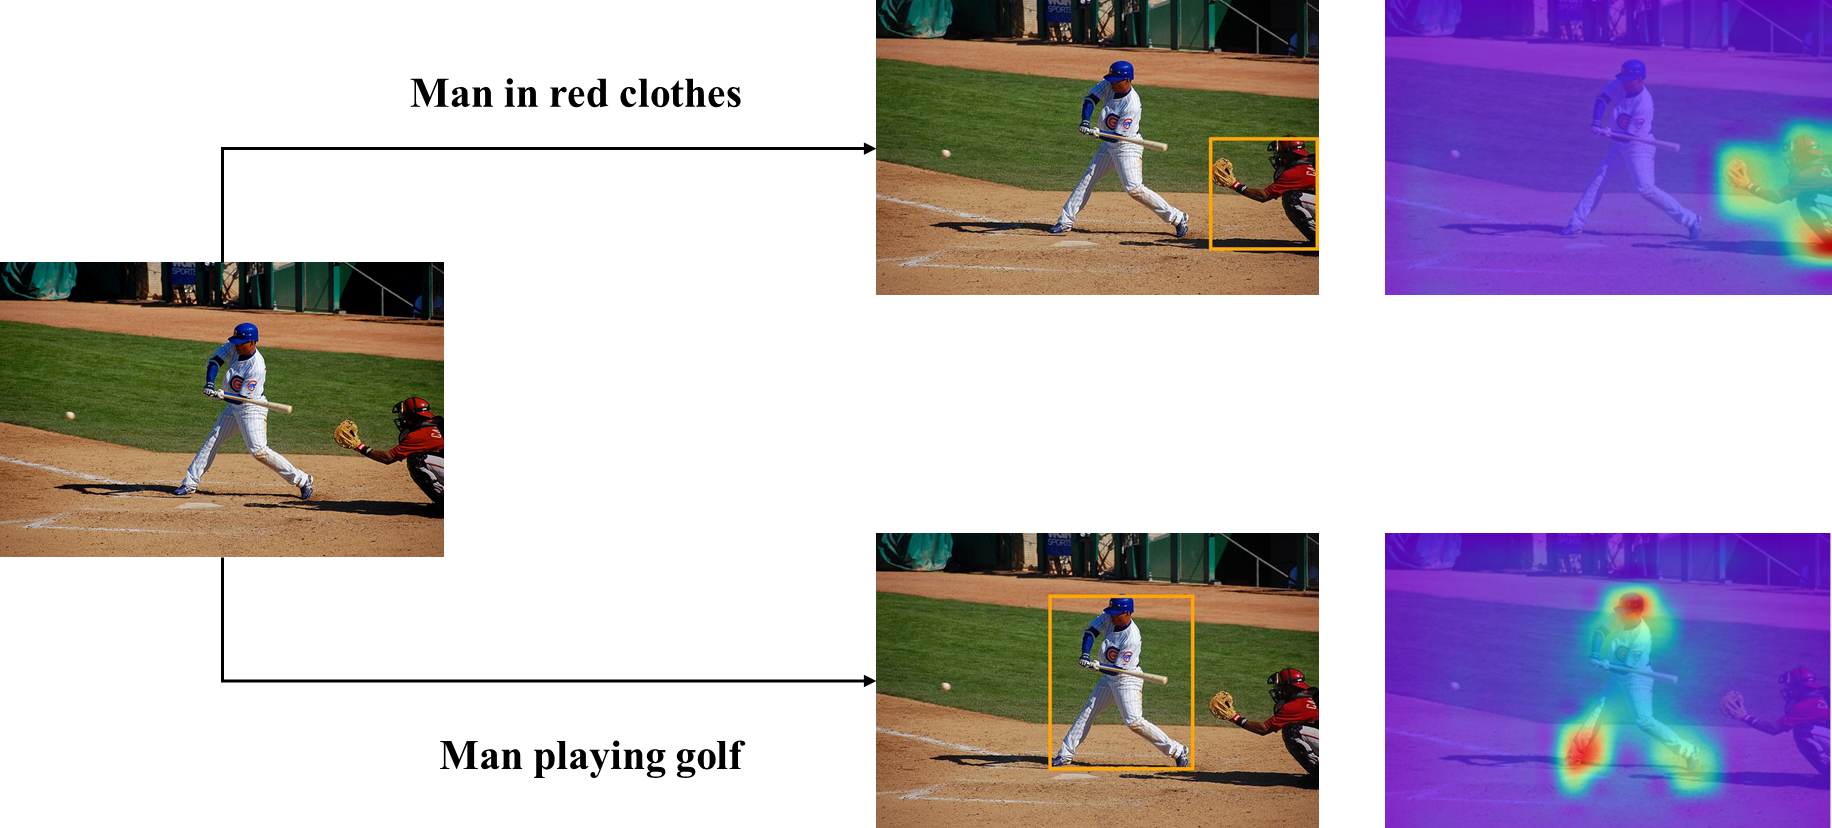 Man in red clothes
Man playing golf